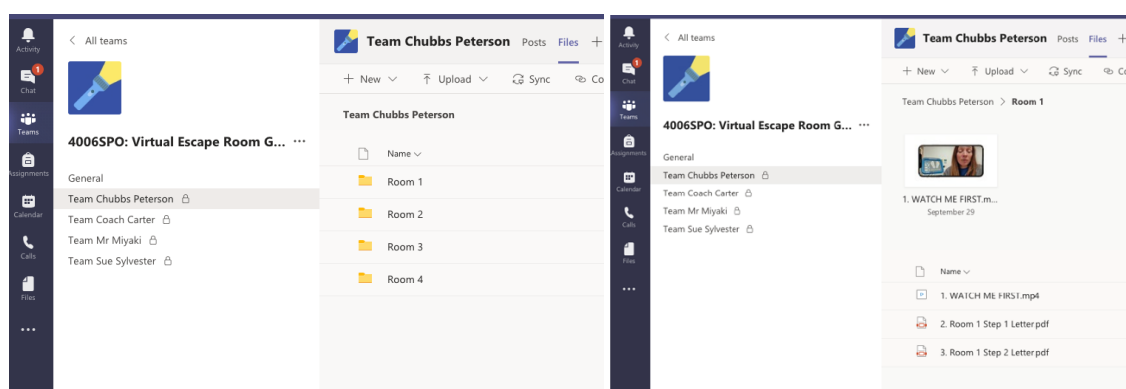 Activity
1
Chat
Teams
Assignments
Calendar
Calls
Files
All teams
4006SPO: Virtual Escape Room G... ...
General
Team Chubbs Peterson
Team Coach Carter
Team Mr Miyaki
Team Sue Sylvester
Team Chubbs Peterson Posts Files +
+ New Upload Sync Co
Team Chubbs Peterson
Name
Room 1
Room 2
Room 3
Room 4
Activity
1
Chat
Teams
Assignments
Calendar
Calls
Files
All teams
4006SPO: Virtual Escape Room G... ...
General
Team Chubbs Peterson
Team Coach Carter
Team Mr Miyaki
Team Sue Sylvester
Team Chubbs Peterson Posts Files +
+ New Upload Sync Co
Team Chubbs Peterson > Room 1
1. WATCH ME FIRST.m...
September 29
Name
1. WATCH ME FIRST.mp4
2. Room 1 Step 1 Letter.pdf
3. Room 1 Step 2 Letter.pdf